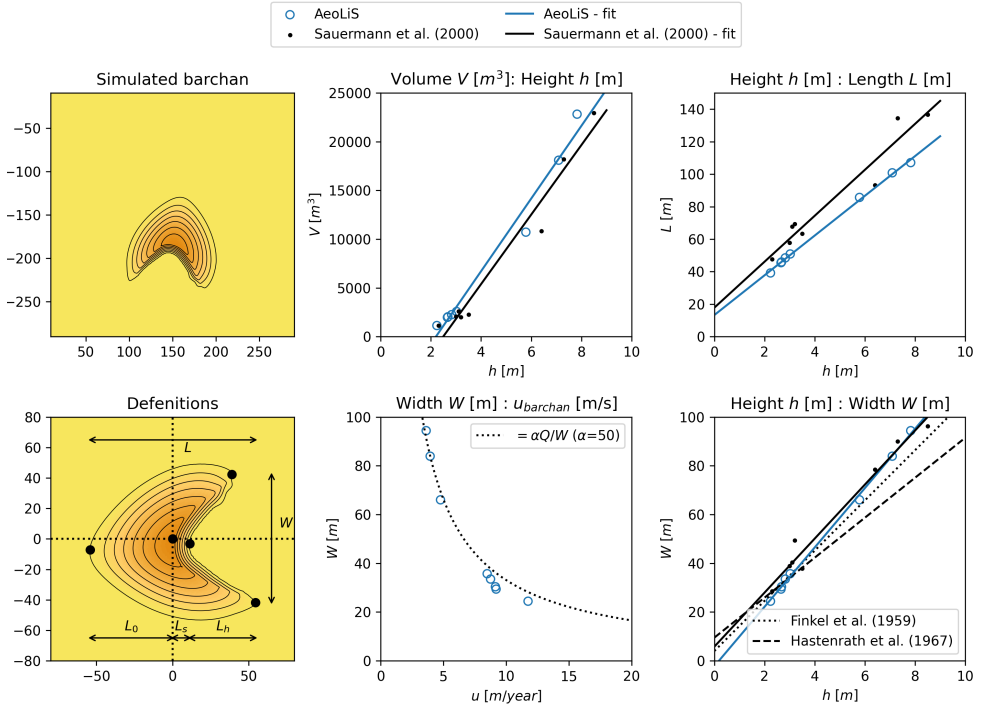 AeoLiS
AeoLiS - fit
Sauermann et al. (2000)
Sauermann et al. (2000) - fit
Simulated barchan
−50
−100
−150
−200
−250
50
100
150
200
250
Volume V [m³]: Height h [m]
V [m³]
25000
20000
15000
10000
5000
0
0
2
4
6
8
10
h [m]
Height h [m] : Length L [m]
L [m]
140
120
100
80
60
40
20
0
0
2
4
6
8
10
h [m]
Defenitions
80
60
40
20
0
−20
−40
−60
−80
L
W
L₀
Lₛ
Lₕ
−50
0
50
Width W [m] : u_barchan [m/s]
= αQ/W (α=50)
W [m]
100
80
60
40
20
0
0
5
10
15
20
u [m/year]
Height h [m] : Width W [m]
W [m]
100
80
60
40
20
0
Finkel et al. (1959)
Hastenrath et al. (1967)
0
2
4
6
8
10
h [m]